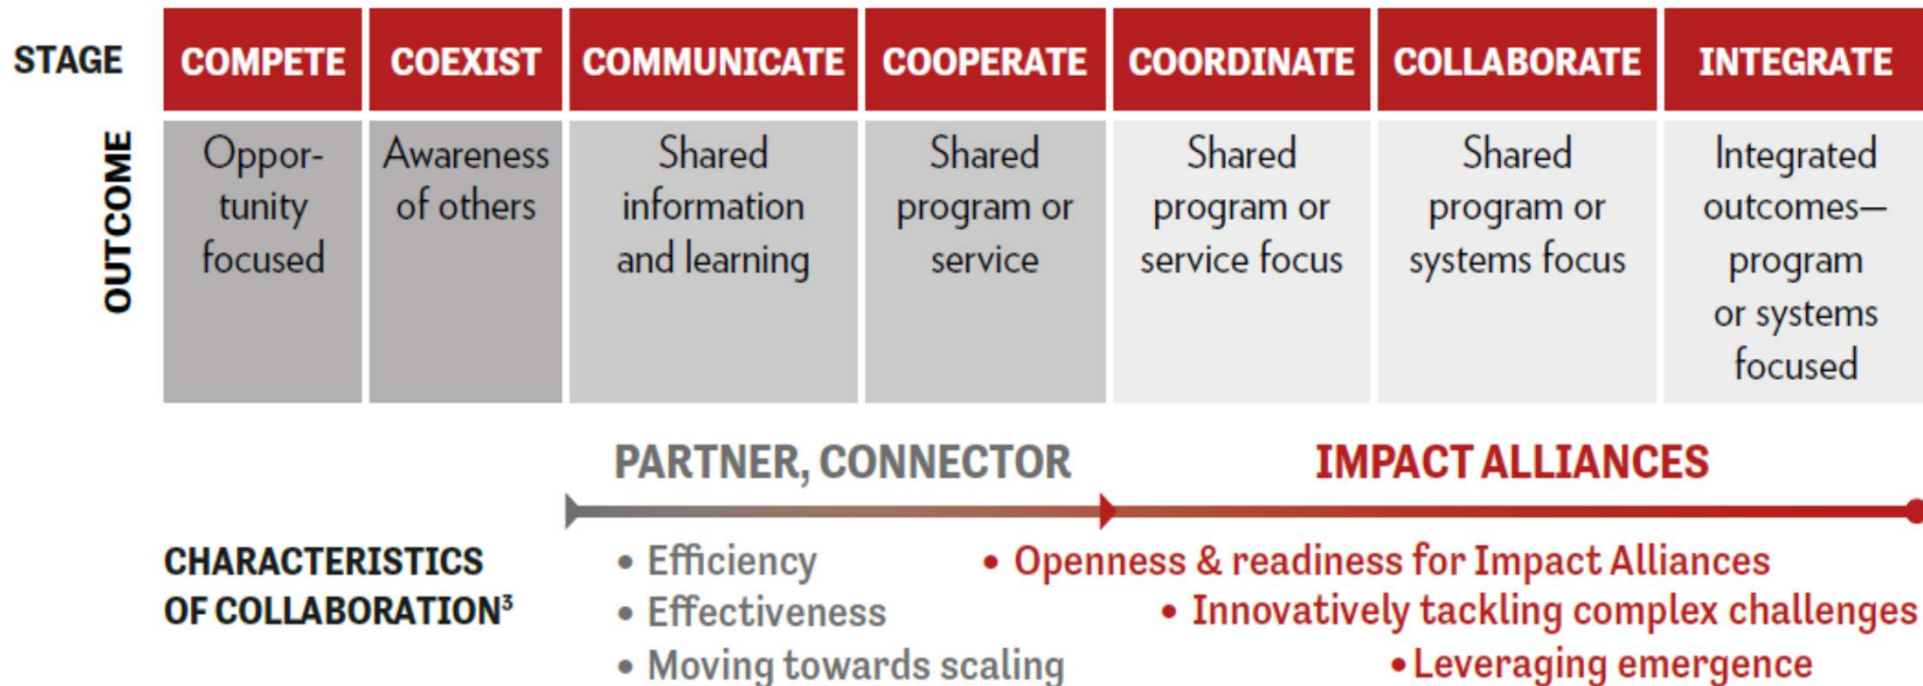 STAGE
COMPETE
COEXIST
COMMUNICATE
COOPERATE
COORDINATE
COLLABORATE
INTEGRATE
OUTCOME
Oppor-
tunity
focused
Awareness
of others
Shared
information
and learning
Shared
program or
service
Shared
program or
service focus
Shared
program or
systems focus
Integrated
outcomes—
program
or systems
focused
PARTNER, CONNECTOR
IMPACT ALLIANCES
CHARACTERISTICS
OF COLLABORATION³
• Efficiency
• Effectiveness
• Moving towards scaling
• Openness & readiness for Impact Alliances
• Innovatively tackling complex challenges
• Leveraging emergence